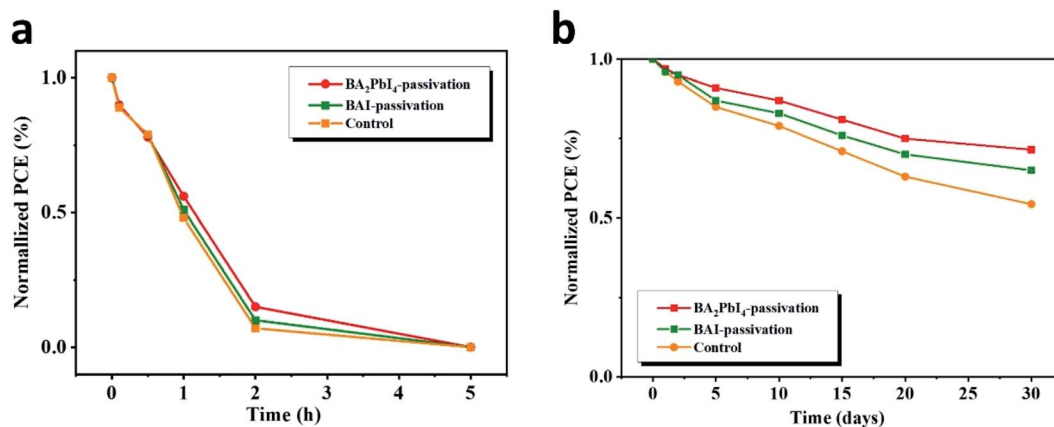 a
Normallized PCE (%)
1.0
0.5
0.0
0 1 2 3 4 5
Time (h)
BA₂PbI₄-passivation
BAI-passivation
Control
b
Normallized PCE (%)
1.0
0.5
0.0
0 5 10 15 20 25 30
Time (days)
BA₂PbI₄-passivation
BAI-passivation
Control